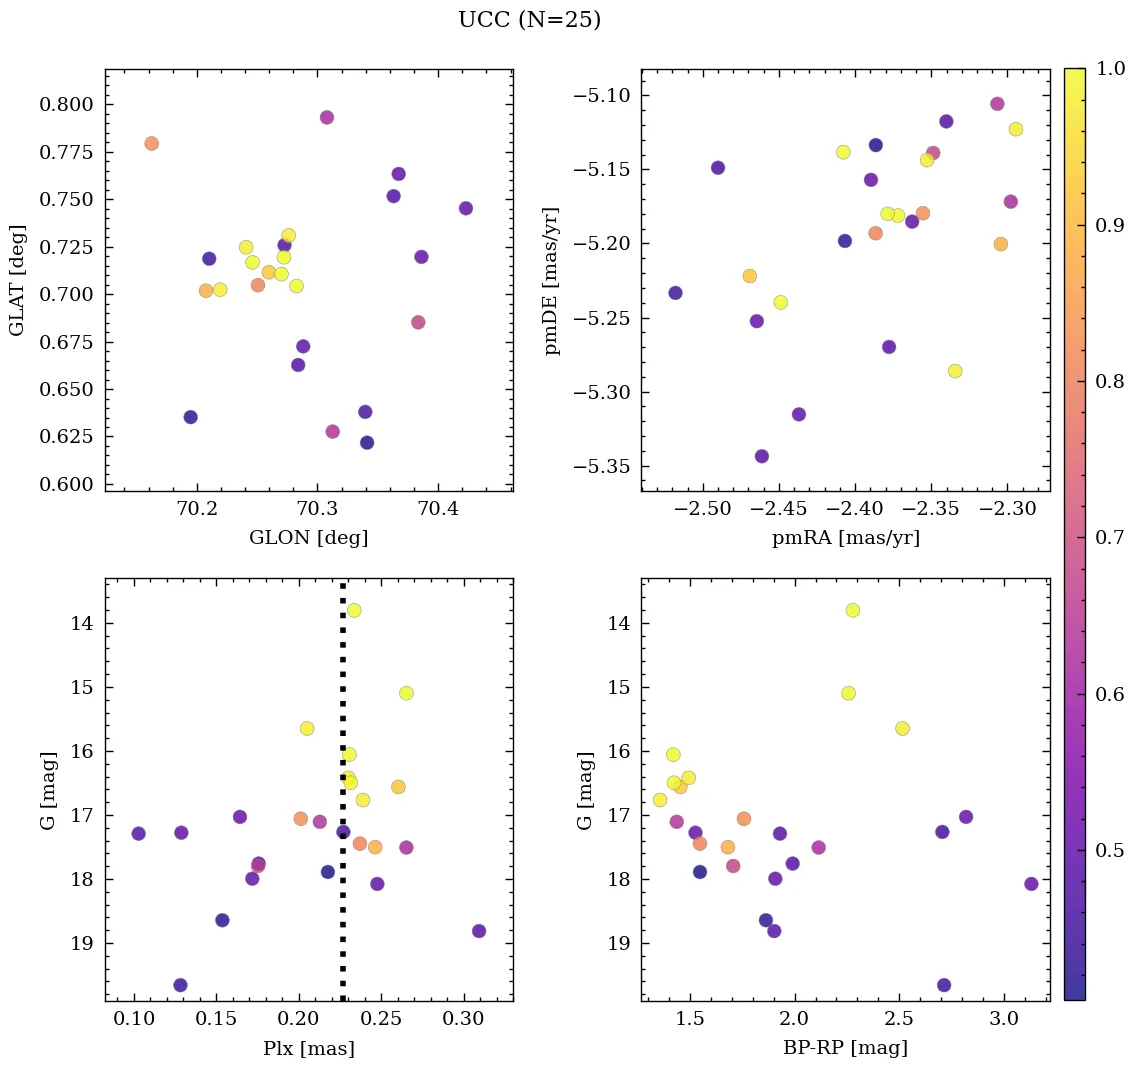 UCC (N=25)
0.800
0.775
0.750
0.725
0.700
0.675
0.650
0.625
0.600
GLAT [deg]
70.2 70.3 70.4
GLON [deg]
−5.10
−5.15
−5.20
−5.25
−5.30
−5.35
pmDE [mas/yr]
−2.50 −2.45 −2.40 −2.35 −2.30
pmRA [mas/yr]
14
15
16
17
18
19
G [mag]
0.10 0.15 0.20 0.25 0.30
Plx [mas]
14
15
16
17
18
19
G [mag]
1.5 2.0 2.5 3.0
BP-RP [mag]
1.0
0.9
0.8
0.7
0.6
0.5